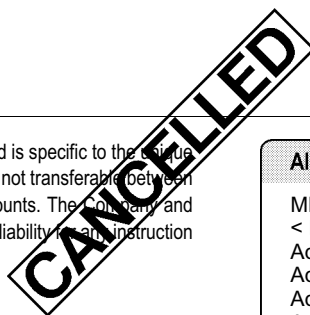 CANCELLED
d is specific to the unique
not transferable between
ounts. The Company and
liability for any instruction
Al
M
<
Ac
Ac
Ac